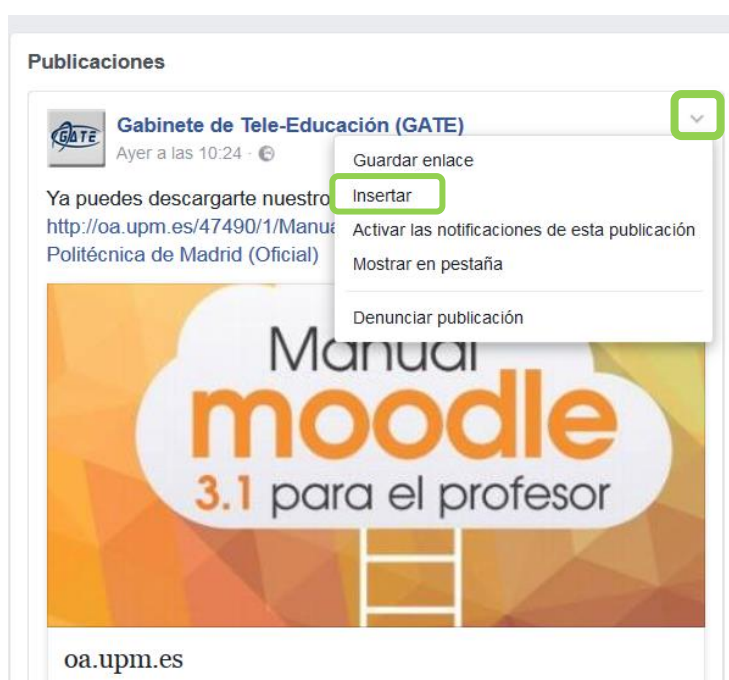 Publicaciones
GATE
Gabinete de Tele-Educación (GATE)
Ayer a las 10:24 ·
Guardar enlace
Insertar
Activar las notificaciones de esta publicación
Mostrar en pestaña
Denunciar publicación
Ya puedes descargarte nuestro
http://oa.upm.es/47490/1/Manua
Politécnica de Madrid (Oficial)
Manual
moodle
3.1 para el profesor
oa.upm.es